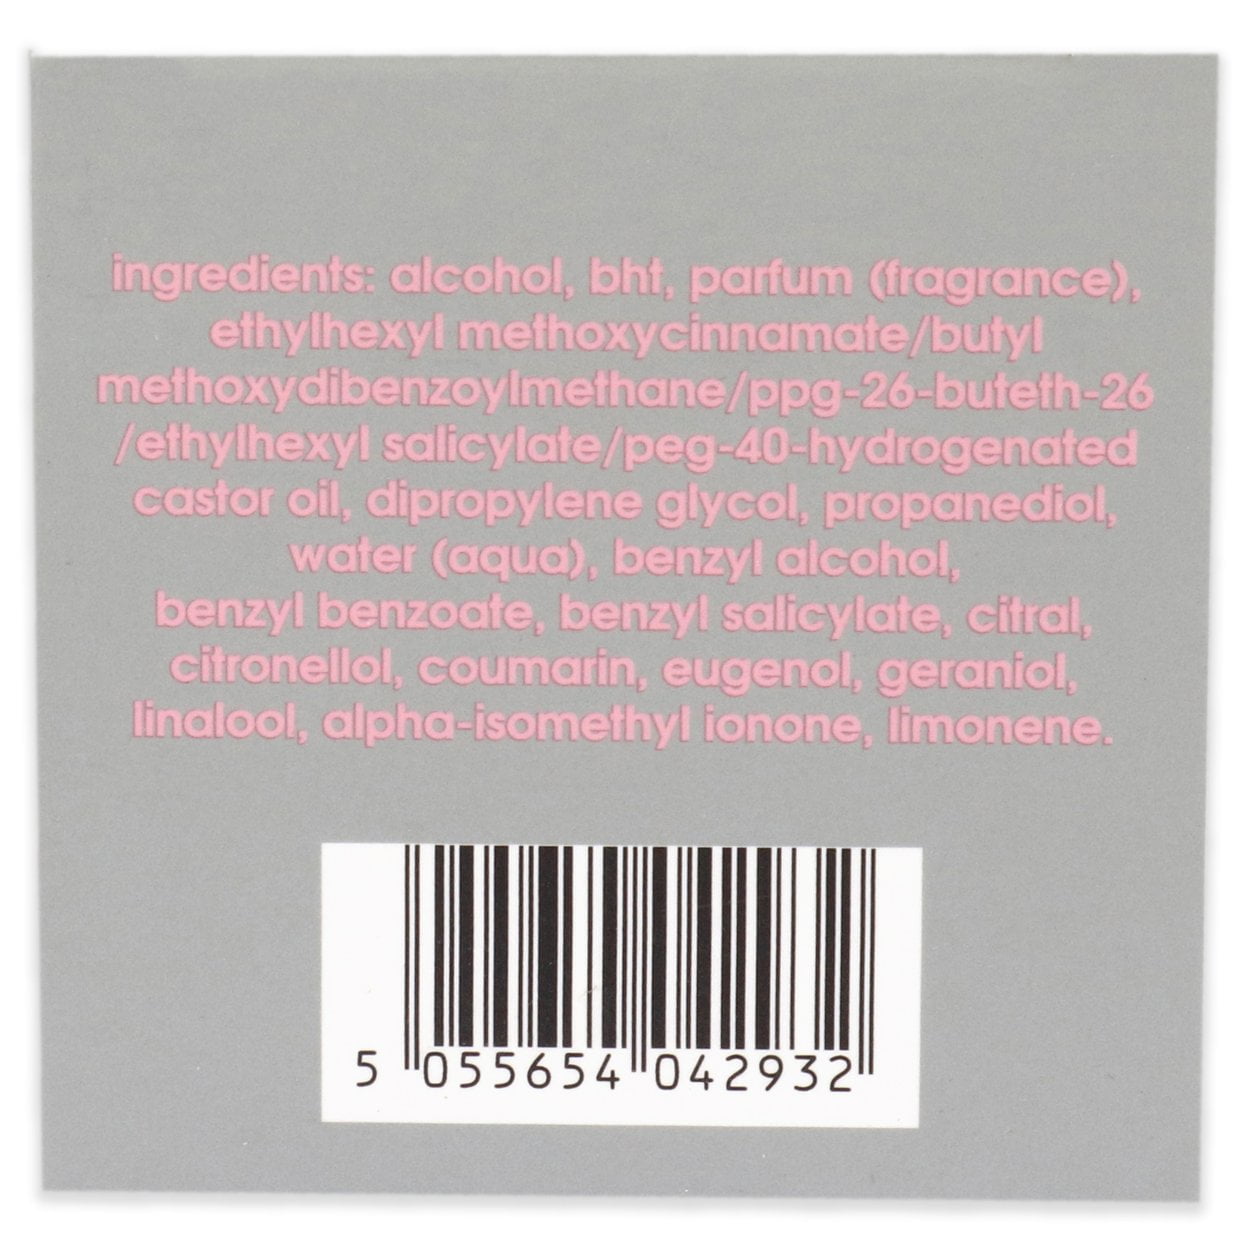 ingredients: alcohol, bht, parfum (fragrance),
ethylhexyl methoxycinnamate/butyl
methoxydibenzoylmethane/ppg-26-buteth-26
/ethylhexyl salicylate/peg-40-hydrogenated
castor oil, dipropylene glycol, propanediol,
water (aqua), benzyl alcohol,
benzyl benzoate, benzyl salicylate, citral,
citronellol, coumarin, eugenol, geraniol,
linalool, alpha-isomethyl ionone, limonene.
5 055654 042932